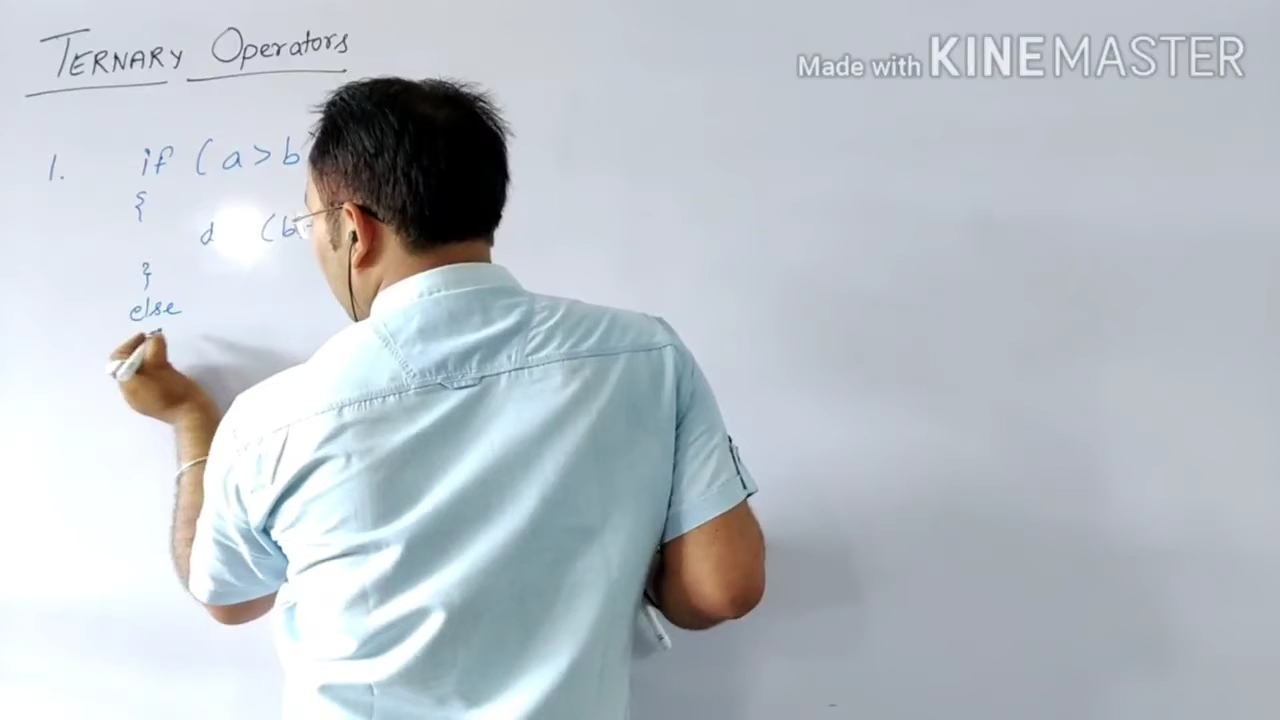 TERNARY Operators
Made with KINEMASTER
1. if (a>b
{
d (b
}
else